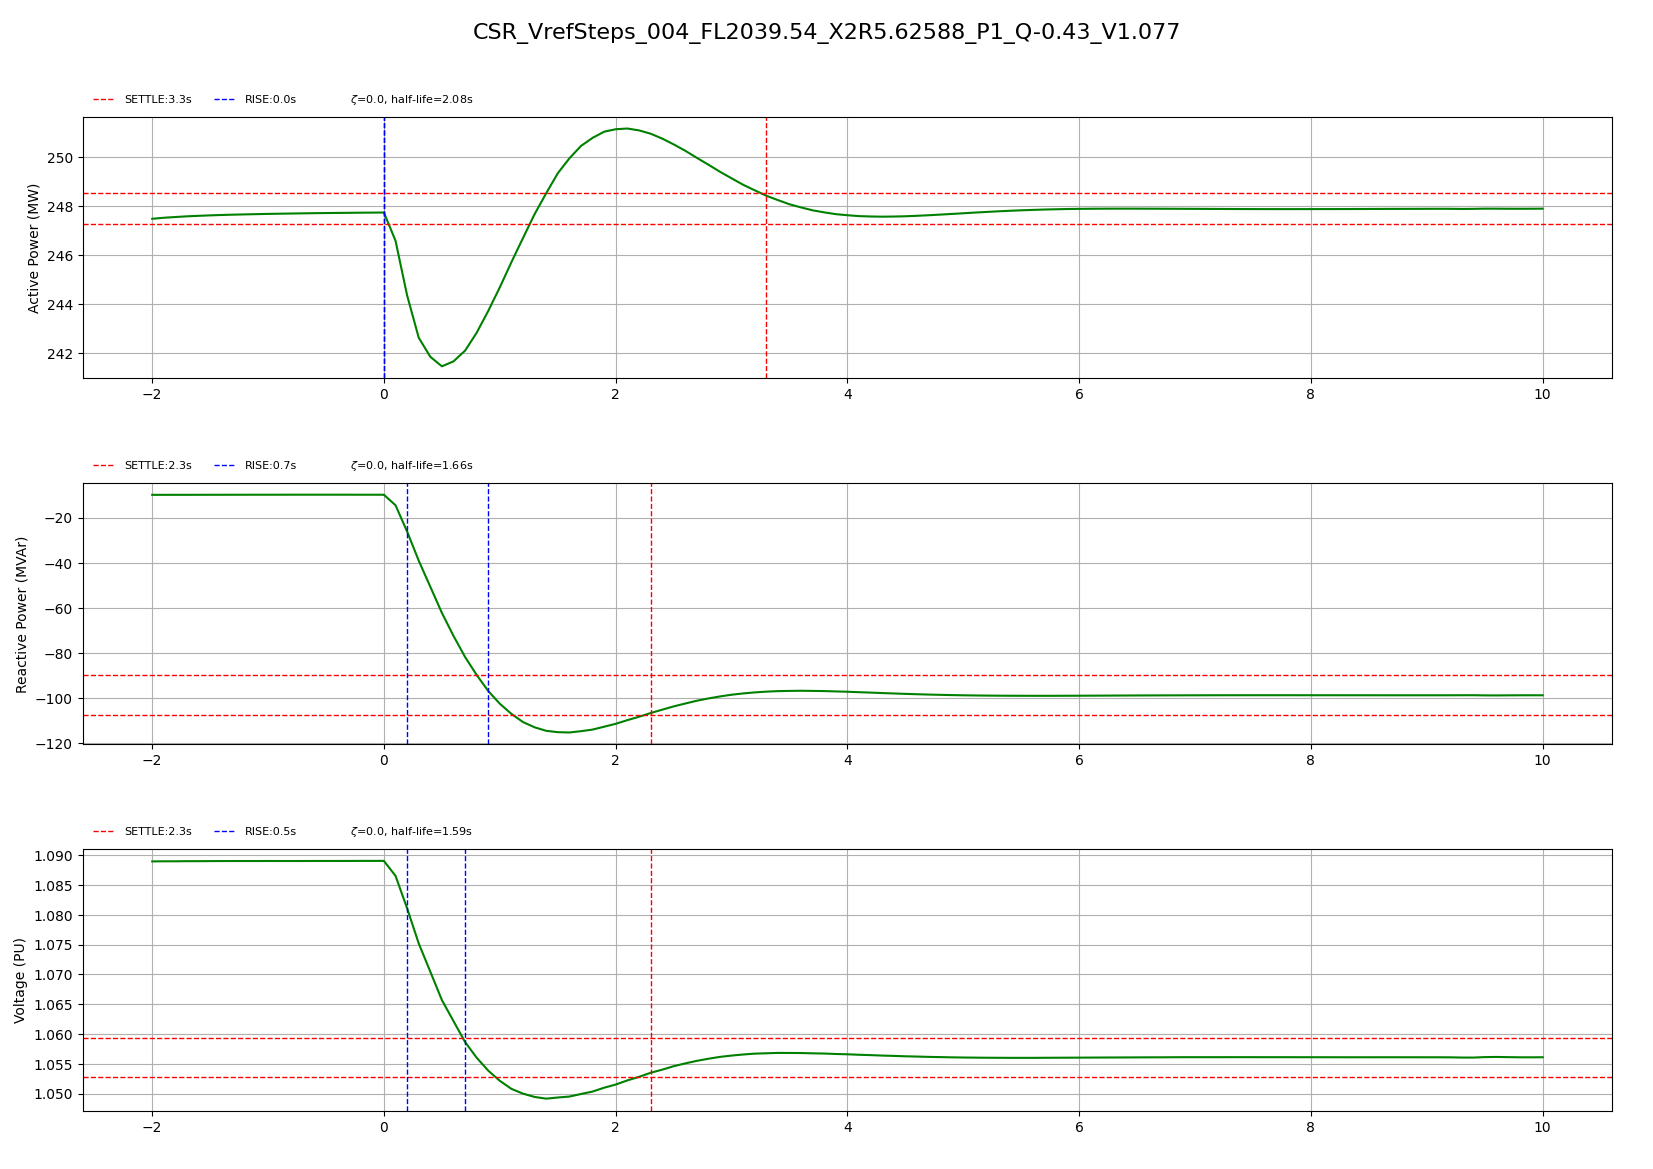 CSR_VrefSteps_004_FL2039.54_X2R5.62588_P1_Q-0.43_V1.077
SETTLE:3.3s RISE:0.0s ζ=0.0, half-life=2.08s
Active Power (MW)
250
248
246
244
242
−2 0 2 4 6 8 10
SETTLE:2.3s RISE:0.7s ζ=0.0, half-life=1.66s
Reactive Power (MVAr)
−20
−40
−60
−80
−100
−120
−2 0 2 4 6 8 10
SETTLE:2.3s RISE:0.5s ζ=0.0, half-life=1.59s
Voltage (PU)
1.090
1.085
1.080
1.075
1.070
1.065
1.060
1.055
1.050
−2 0 2 4 6 8 10